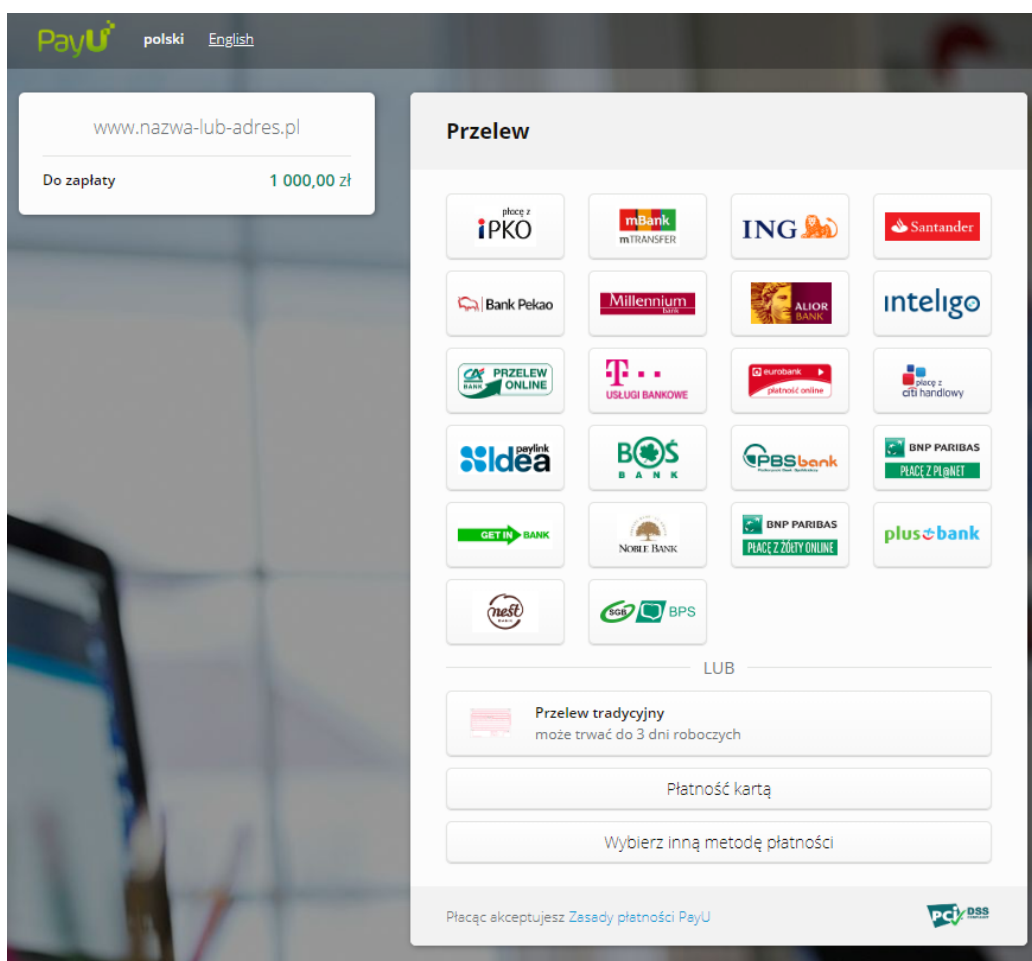 PayU polski English
www.nazwa-lub-adres.pl
Do zapłaty 1 000,00 zł
Przelew
płacę z
iPKO
mBank
mTRANSFER
ING
Santander
Bank Pekao
Millennium
bank
ALIOR
BANK
inteligo
CA BANK
PRZELEW
ONLINE
T
USŁUGI BANKOWE
eurobank
płatność online
płacę z
citi handlowy
paylink
Idea
BOŚ
BANK
PBSbank
BNP PARIBAS
PŁACĘ Z PL@NET
GETIN BANK
NOBLE BANK
BNP PARIBAS
PŁACĘ Z ŻÓŁTY ONLINE
plus bank
nest
BANK
SGB BPS
LUB
Przelew tradycyjny
może trwać do 3 dni roboczych
Płatność kartą
Wybierz inną metodę płatności
Płacąc akceptujesz Zasady płatności PayU
PCI DSS